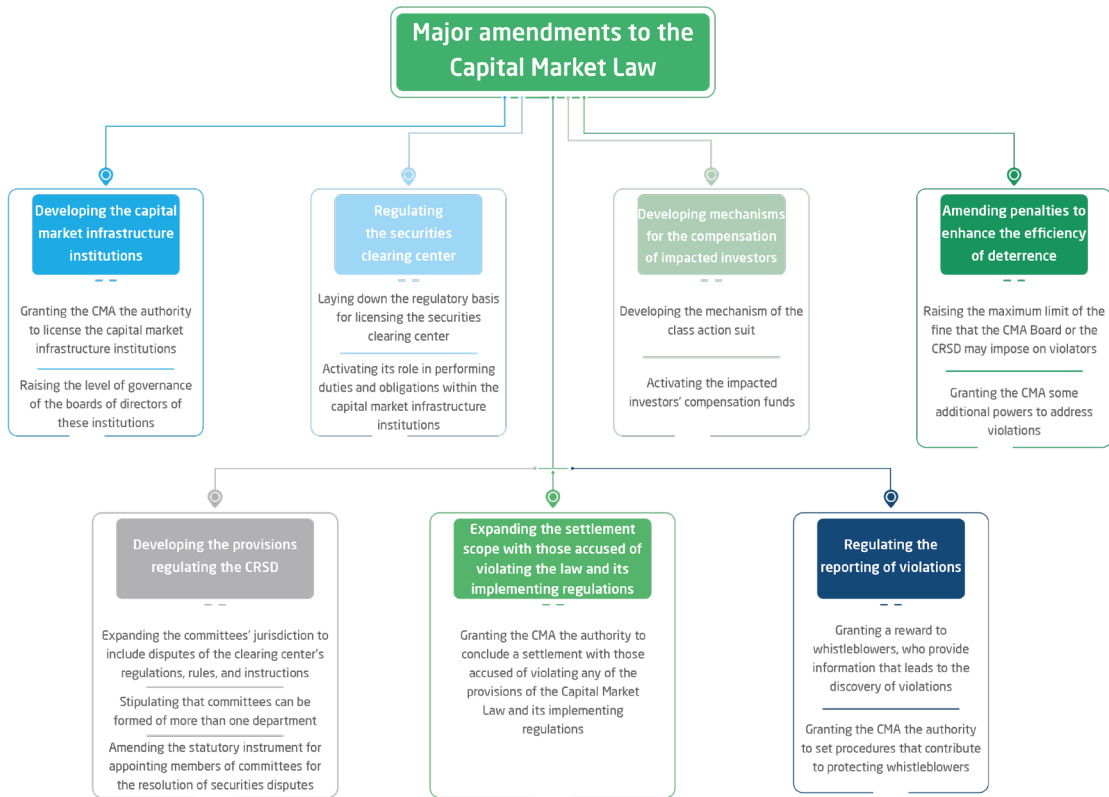 Major amendments to the
Capital Market Law
Developing the capital
market infrastructure
institutions
Granting the CMA the authority
to license the capital market
infrastructure institutions
Raising the level of governance
of the boards of directors of
these institutions
Regulating
the securities
clearing center
Laying down the regulatory basis
for licensing the securities
clearing center
Activating its role in performing
duties and obligations within the
capital market infrastructure
institutions
Developing mechanisms
for the compensation
of impacted investors
Developing the mechanism of the
class action suit
Activating the impacted
investors' compensation funds
Amending penalties to
enhance the efficiency
of deterrence
Raising the maximum limit of the
fine that the CMA Board or the
CRSD may impose on violators
Granting the CMA some
additional powers to address
violations
Developing the provisions
regulating the CRSD
Expanding the committees' jurisdiction to
include disputes of the clearing center's
regulations, rules, and instructions
Stipulating that committees can be
formed of more than one department
Amending the statutory instrument for
appointing members of committees for
the resolution of securities disputes
Expanding the settlement
scope with those accused of
violating the law and its
implementing regulations
Granting the CMA the authority to
conclude a settlement with those
accused of violating any of the
provisions of the Capital Market
Law and its implementing
regulations
Regulating the
reporting of violations
Granting a reward to
whistleblowers, who provide
information that leads to the
discovery of violations
Granting the CMA the authority
to set procedures that contribute
to protecting whistleblowers